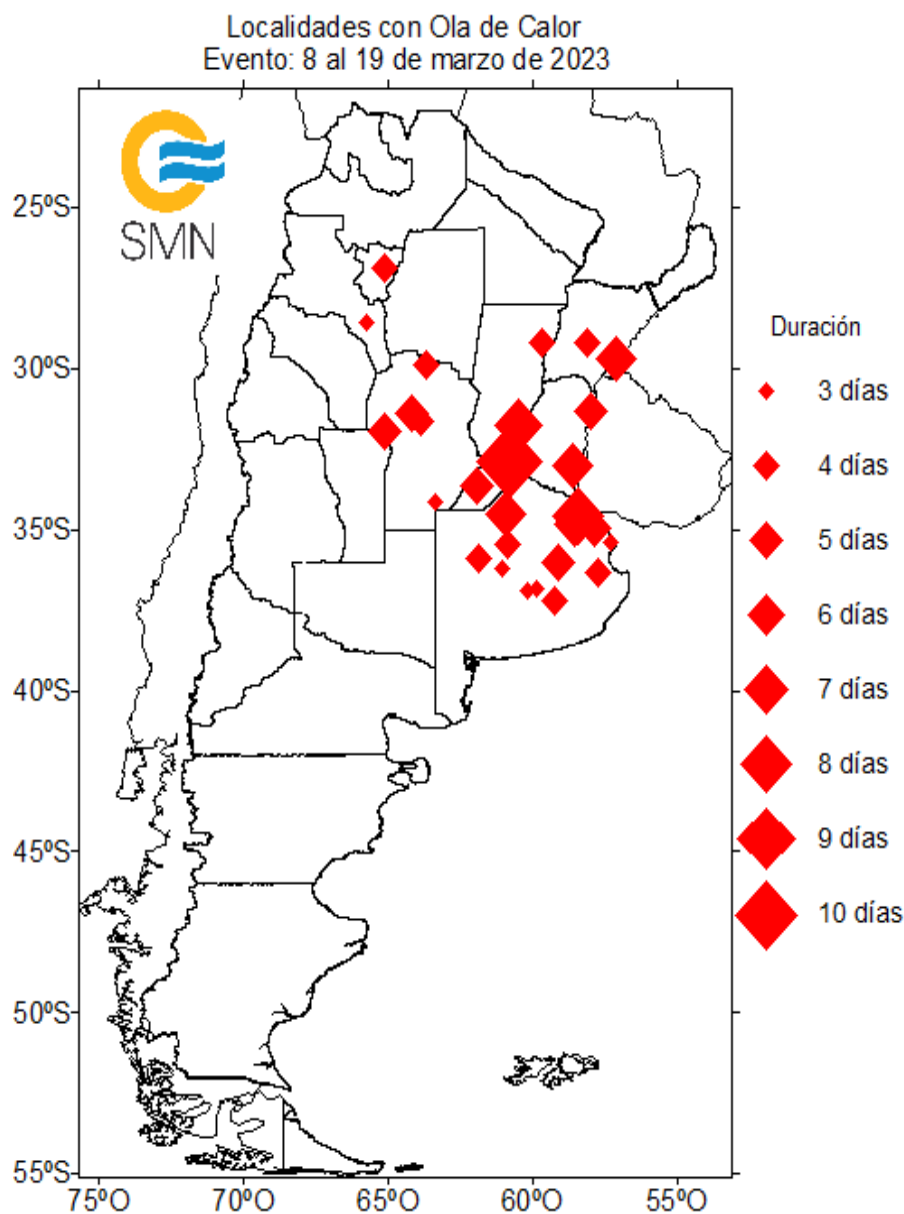 Localidades con Ola de Calor
Evento: 8 al 19 de marzo de 2023
SMN
25ºS
30ºS
35ºS
40ºS
45ºS
50ºS
55ºS
75ºO
70ºO
65ºO
60ºO
55ºO
Duración
3 días
4 días
5 días
6 días
7 días
8 días
9 días
10 días